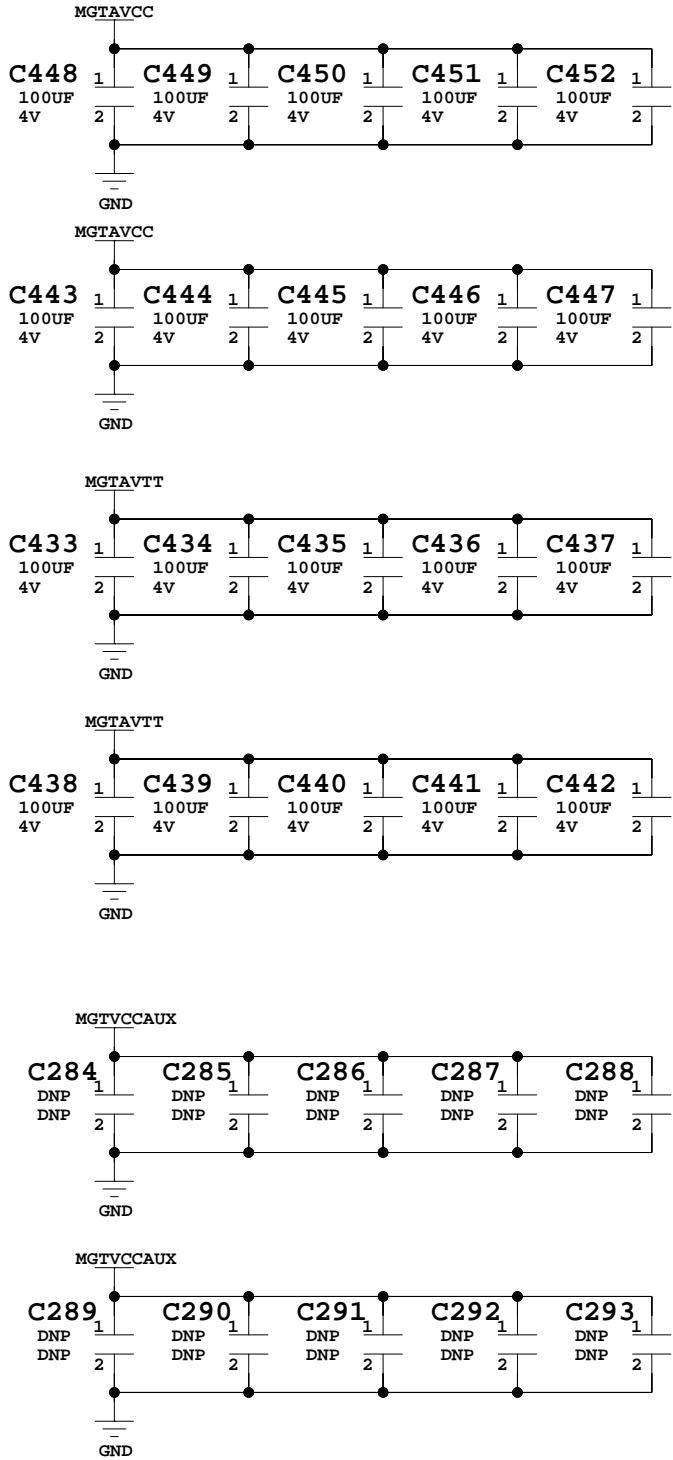 MGTAVCC
C448 1 C449 1 C450 1 C451 1 C452 1
100UF 100UF 100UF 100UF 100UF
4V 2 4V 2 4V 2 4V 2 4V 2
GND
MGTAVCC
C443 1 C444 1 C445 1 C446 1 C447 1
100UF 100UF 100UF 100UF 100UF
4V 2 4V 2 4V 2 4V 2 4V 2
GND
MGTAVTT
C433 1 C434 1 C435 1 C436 1 C437 1
100UF 100UF 100UF 100UF 100UF
4V 2 4V 2 4V 2 4V 2 4V 2
GND
MGTAVTT
C438 1 C439 1 C440 1 C441 1 C442 1
100UF 100UF 100UF 100UF 100UF
4V 2 4V 2 4V 2 4V 2 4V 2
GND
MGTVCCAUX
C284 1 C285 1 C286 1 C287 1 C288 1
DNP DNP DNP DNP DNP
DNP 2 DNP 2 DNP 2 DNP 2 DNP 2
GND
MGTVCCAUX
C289 1 C290 1 C291 1 C292 1 C293 1
DNP DNP DNP DNP DNP
DNP 2 DNP 2 DNP 2 DNP 2 DNP 2
GND